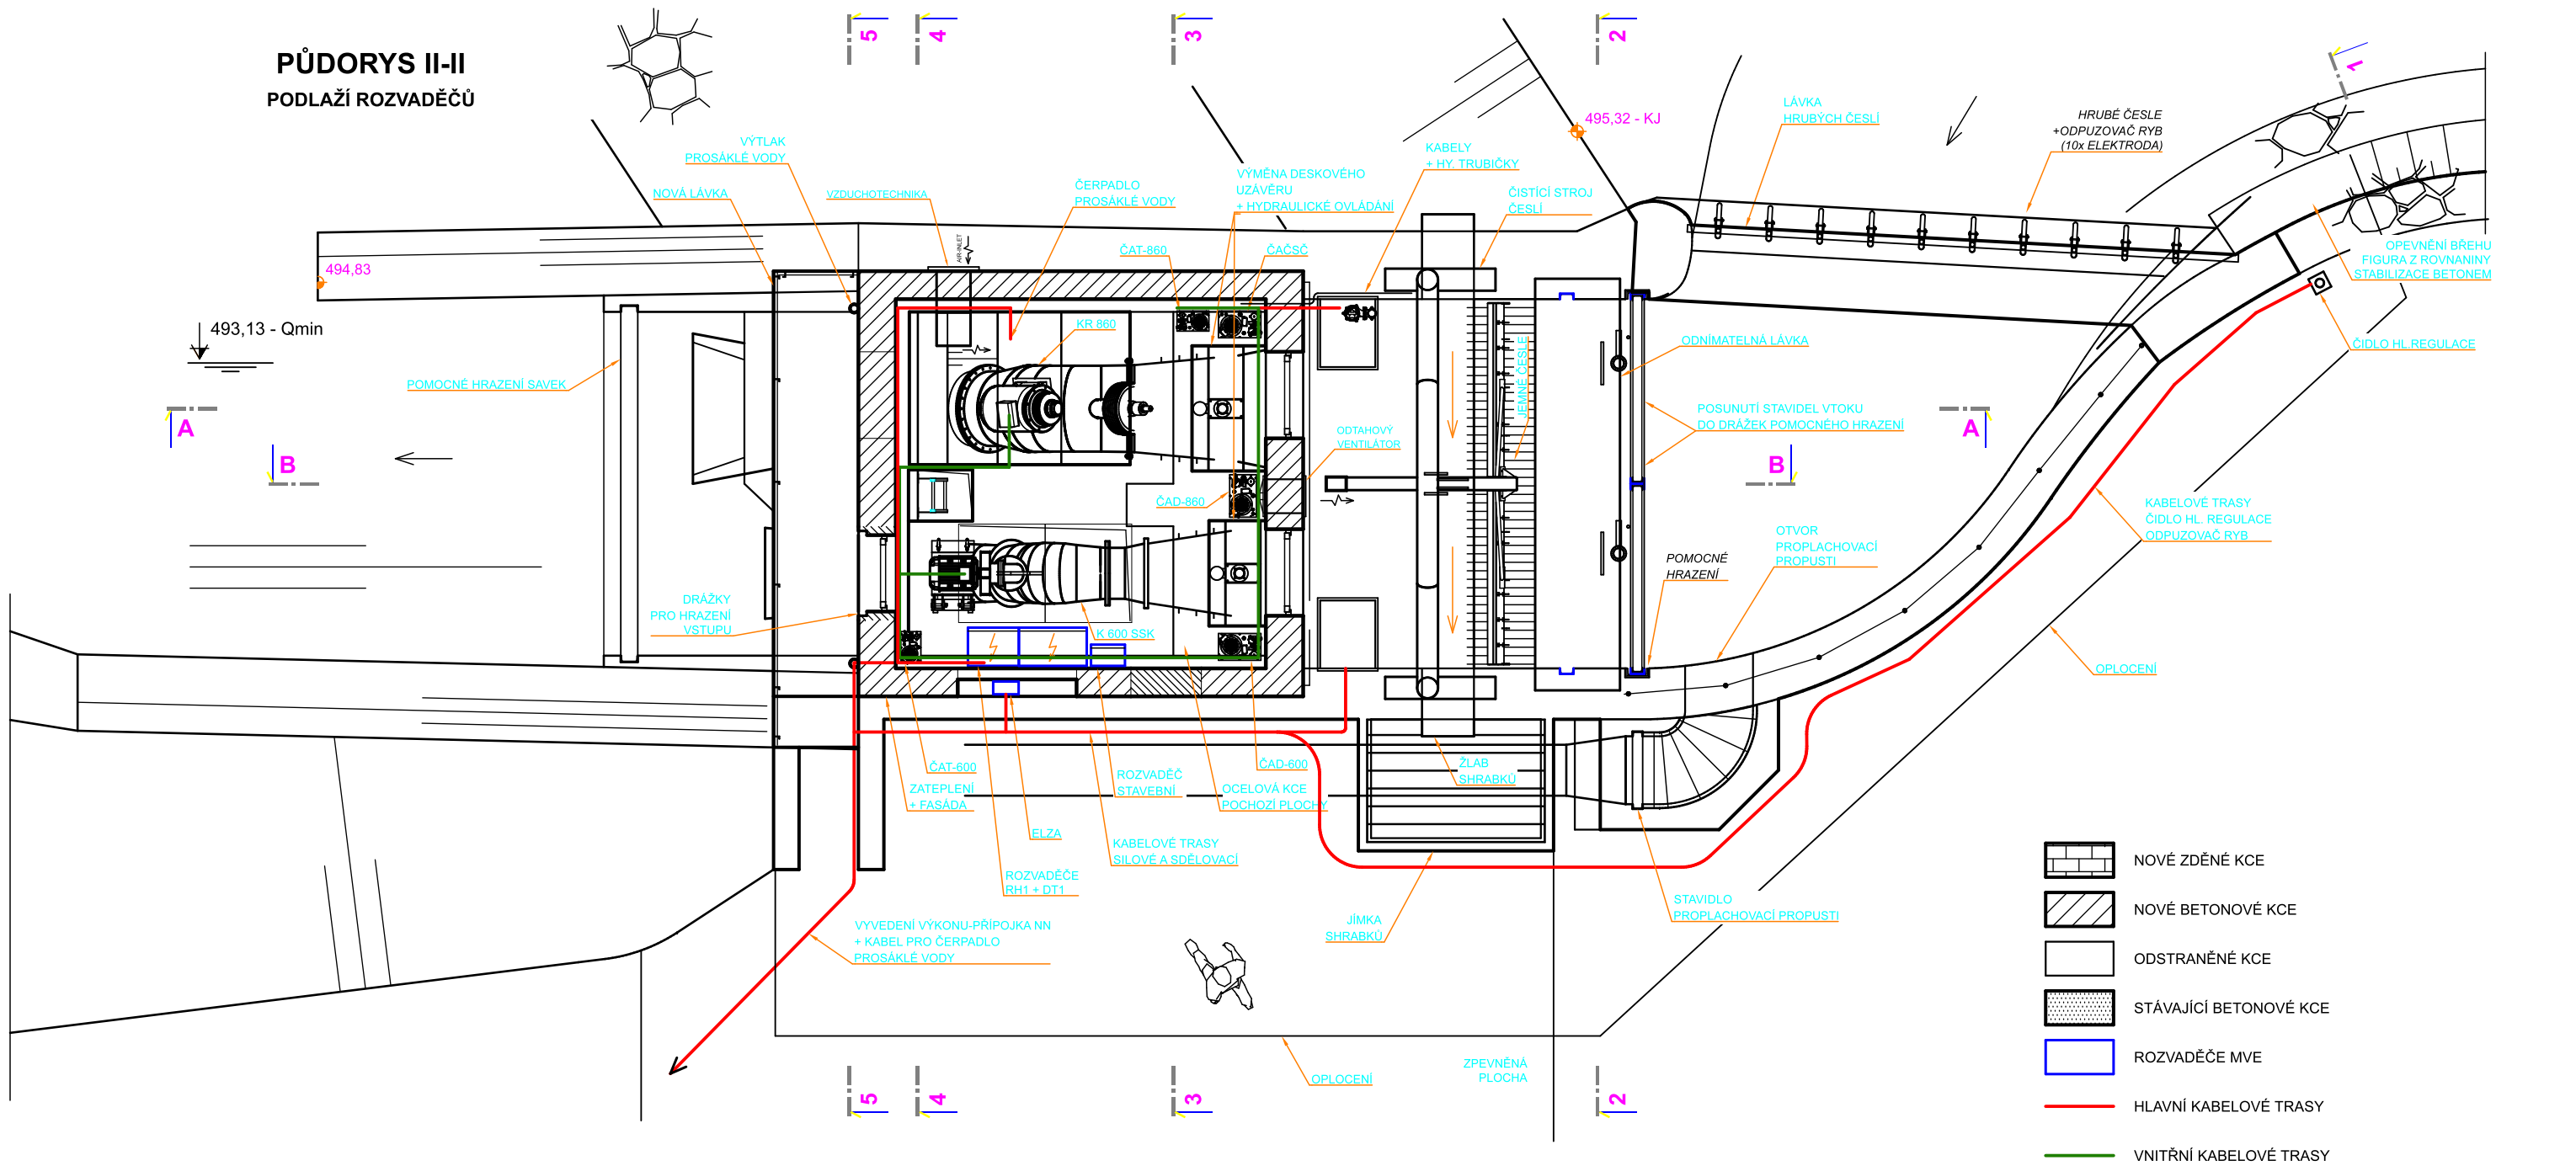 PŮDORYS II-II
PODLAŽÍ ROZVADĚČŮ
5
4
3
2
1
495,32 - KJ
LÁVKA
HRUBÝCH ČESLÍ
HRUBÉ ČESLE
+ODPUZOVAČ RYB
(10x ELEKTRODA)
VÝTLAK
PROSÁKLÉ VODY
NOVÁ LÁVKA
VZDUCHOTECHNIKA
ČERPADLO
PROSÁKLÉ VODY
VÝMĚNA DESKOVÉHO
UZÁVĚRU
+ HYDRAULICKÉ OVLÁDÁNÍ
KABELY
+ HY. TRUBIČKY
ČISTÍCÍ STROJ
ČESLÍ
AIR-INLET
ČAT-860
ČAČSČ
OPEVNĚNÍ BŘEHU
FIGURA Z ROVNANINY
STABILIZACE BETONEM
494,83
493,13 - Qmin
KR 860
JEMNÉ ČESLE
ODNÍMATELNÁ LÁVKA
ČIDLO HL.REGULACE
POMOCNÉ HRAZENÍ SAVEK
POSUNUTÍ STAVIDEL VTOKU
DO DRÁŽEK POMOCNÉHO HRAZENÍ
A
A
ODTAHOVÝ
VENTILÁTOR
B
B
ČAD-860
KABELOVÉ TRASY
ČIDLO HL. REGULACE
ODPUZOVAČ RYB
OTVOR
PROPLACHOVACÍ
PROPUSTI
POMOCNÉ
HRAZENÍ
DRÁŽKY
PRO HRAZENÍ
VSTUPU
K 600 SSK
OPLOCENÍ
ČAT-600
ZATEPLENÍ
+ FASÁDA
ROZVADĚČ
STAVEBNÍ
ČAD-600
OCELOVÁ KCE
POCHOZÍ PLOCHY
ŽLAB
SHRABKŮ
ELZA
KABELOVÉ TRASY
SILOVÉ A SDĚLOVACÍ
ROZVADĚČE
RH1 + DT1
VYVEDENÍ VÝKONU-PŘÍPOJKA NN
+ KABEL PRO ČERPADLO
PROSÁKLÉ VODY
JÍMKA
SHRABKŮ
STAVIDLO
PROPLACHOVACÍ PROPUSTI
OPLOCENÍ
ZPEVNĚNÁ
PLOCHA
5
4
3
2
NOVÉ ZDĚNÉ KCE
NOVÉ BETONOVÉ KCE
ODSTRANĚNÉ KCE
STÁVAJÍCÍ BETONOVÉ KCE
ROZVADĚČE MVE
HLAVNÍ KABELOVÉ TRASY
VNITŘNÍ KABELOVÉ TRASY